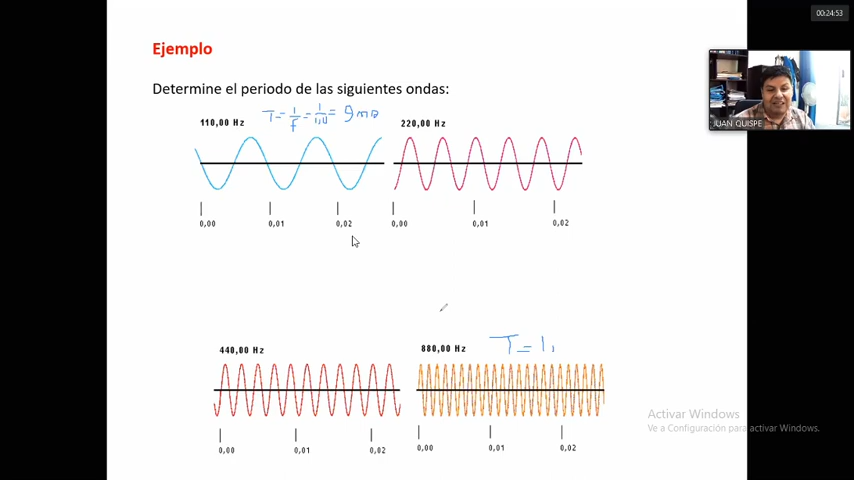 00:24:53
Ejemplo
Determine el periodo de las siguientes ondas:
110,00 Hz
T = 1/f = 1/110 = 9 ms
220,00 Hz
JUAN QUISPE
0,00 0,01 0,02
0,00 0,01 0,02
440,00 Hz
880,00 Hz
T = 1,
0,00 0,01 0,02
0,00 0,01 0,02
Activar Windows
Ve a Configuración para activar Windows.